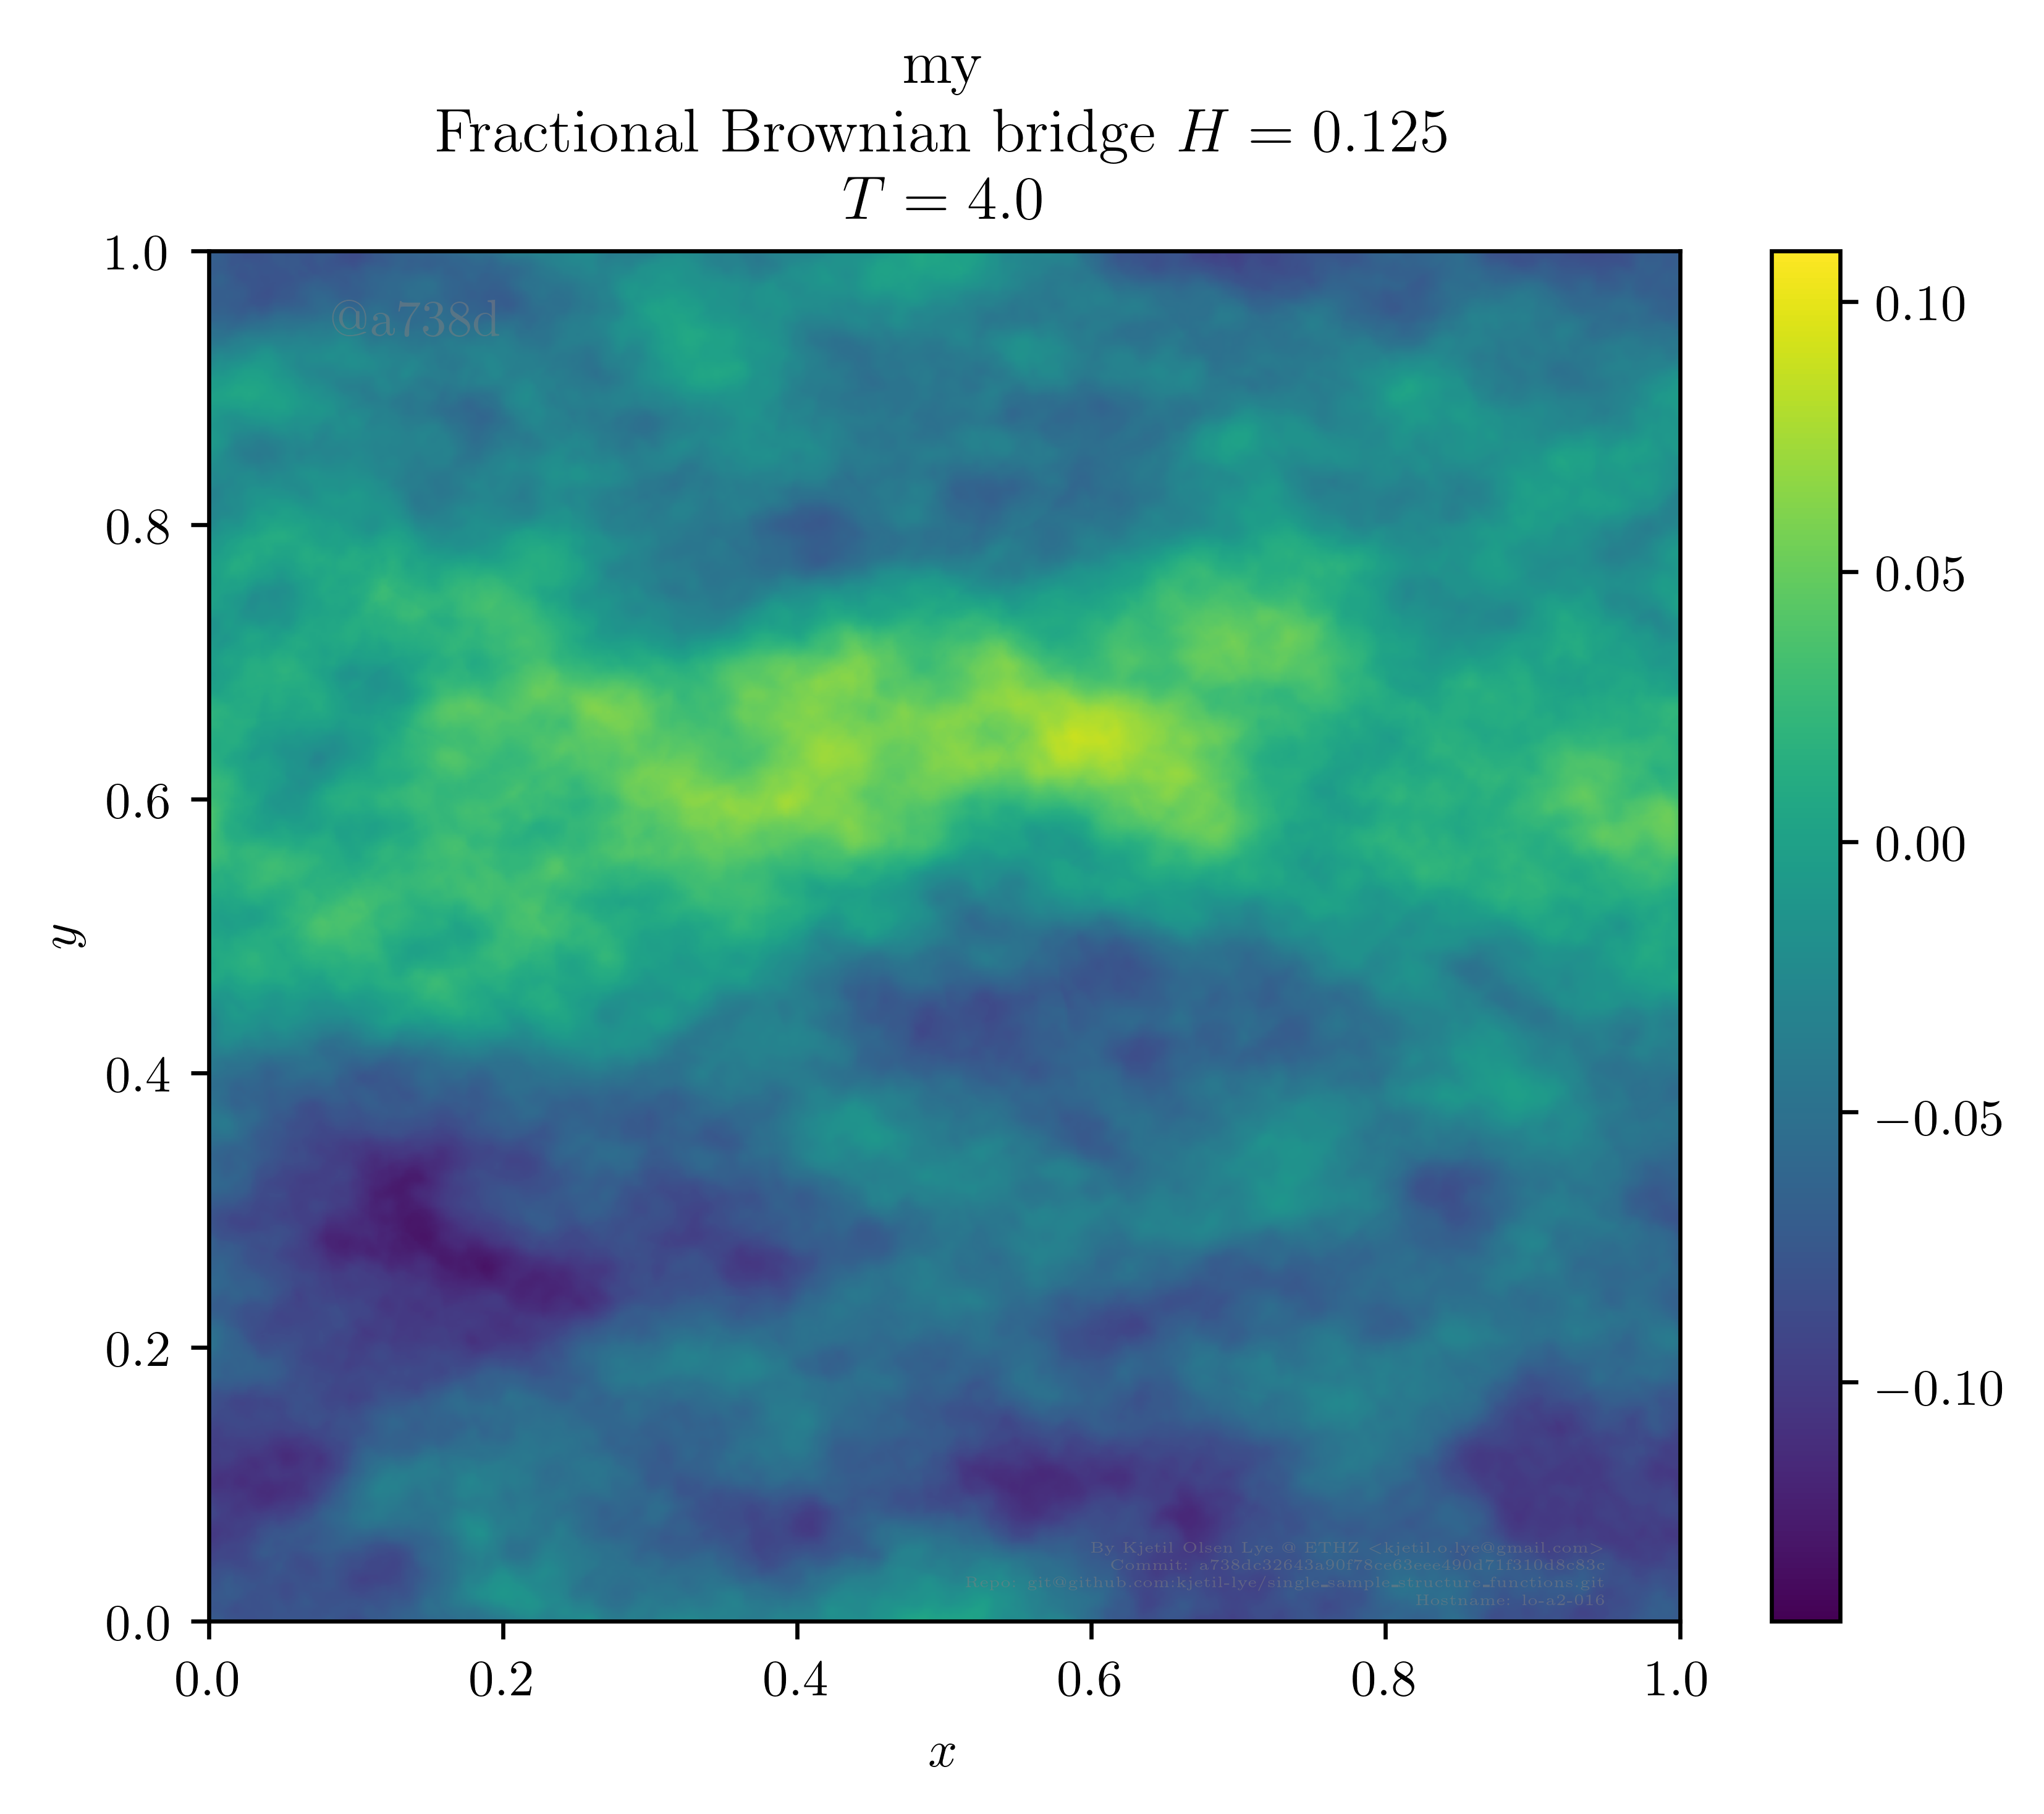 my
Fractional Brownian bridge H = 0.125
T = 4.0
1.0
0.8
0.6
0.4
0.2
0.0
y
@a738d
0.10
0.05
0.00
−0.05
−0.10
By Kjetil Olsen Lye @ ETHZ <kjetil.o.lye@gmail.com>
Commit: a738dc32643a90f78ce63eee490d71f310d8c83c
Repo: git@github.com:kjetil-lye/single_sample_structure_functions.git
Hostname: lo-a2-016
0.0 0.2 0.4 0.6 0.8 1.0
x